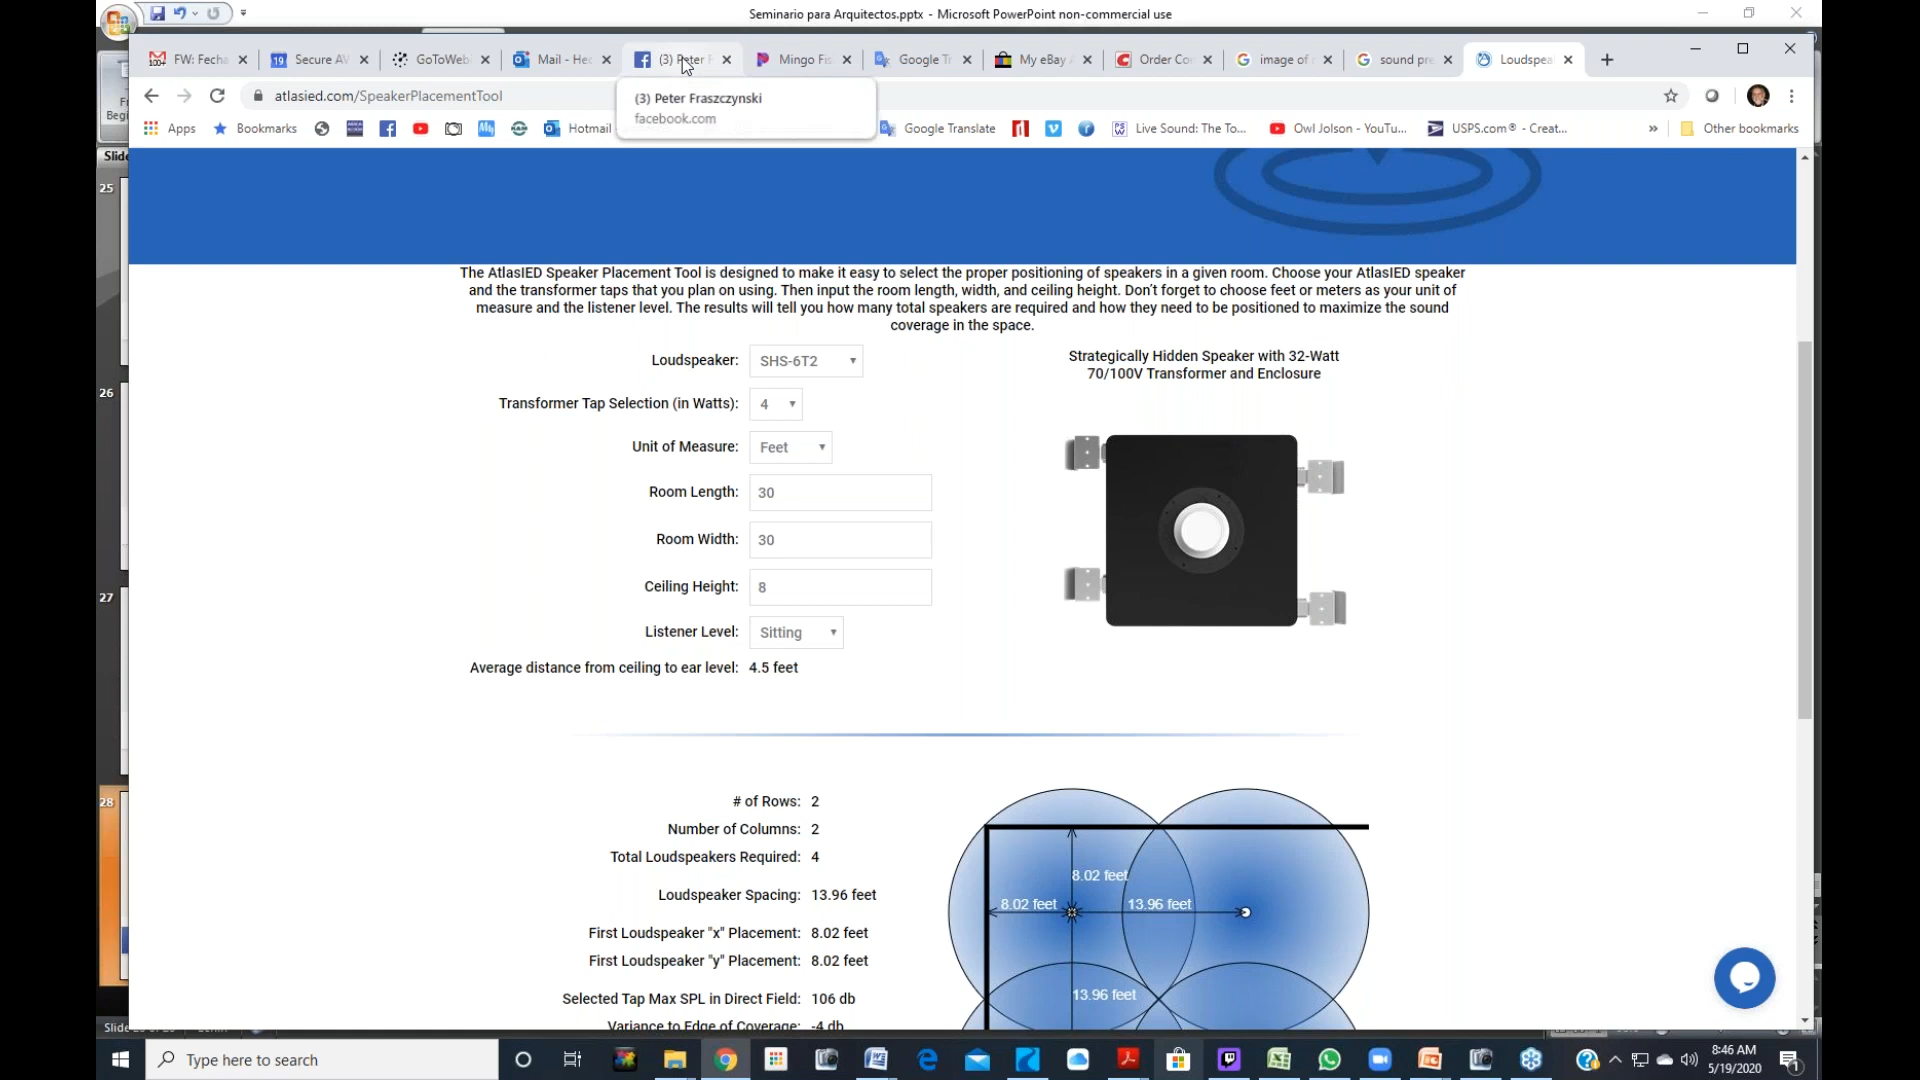 Seminario para Arquitectos.pptx - Microsoft PowerPoint non-commercial use
FW: Fecha
Secure AV
GoToWeb
Mail - Hec
(3) Peter F
Mingo Fis
Google Tr
My eBay
Order Co
image of
sound pre
Loudspea
atlasied.com/SpeakerPlacementTool
(3) Peter Fraszczynski
facebook.com
Apps
Bookmarks
Hotmail
Google Translate
Live Sound: The To...
Owl Jolson - YouTu...
USPS.com® - Creat...
»
Other bookmarks
Slide
25
26
27
28
The AtlasIED Speaker Placement Tool is designed to make it easy to select the proper positioning of speakers in a given room. Choose your AtlasIED speaker
and the transformer taps that you plan on using. Then input the room length, width, and ceiling height. Don't forget to choose feet or meters as your unit of
measure and the listener level. The results will tell you how many total speakers are required and how they need to be positioned to maximize the sound
coverage in the space.
Loudspeaker: SHS-6T2
Transformer Tap Selection (in Watts): 4
Unit of Measure: Feet
Room Length: 30
Room Width: 30
Ceiling Height: 8
Listener Level: Sitting
Average distance from ceiling to ear level: 4.5 feet
Strategically Hidden Speaker with 32-Watt
70/100V Transformer and Enclosure
# of Rows: 2
Number of Columns: 2
Total Loudspeakers Required: 4
Loudspeaker Spacing: 13.96 feet
First Loudspeaker "x" Placement: 8.02 feet
First Loudspeaker "y" Placement: 8.02 feet
Selected Tap Max SPL in Direct Field: 106 db
Variance to Edge of Coverage: -4 db
8.02 feet
8.02 feet
13.96 feet
13.96 feet
Type here to search
8:46 AM
5/19/2020